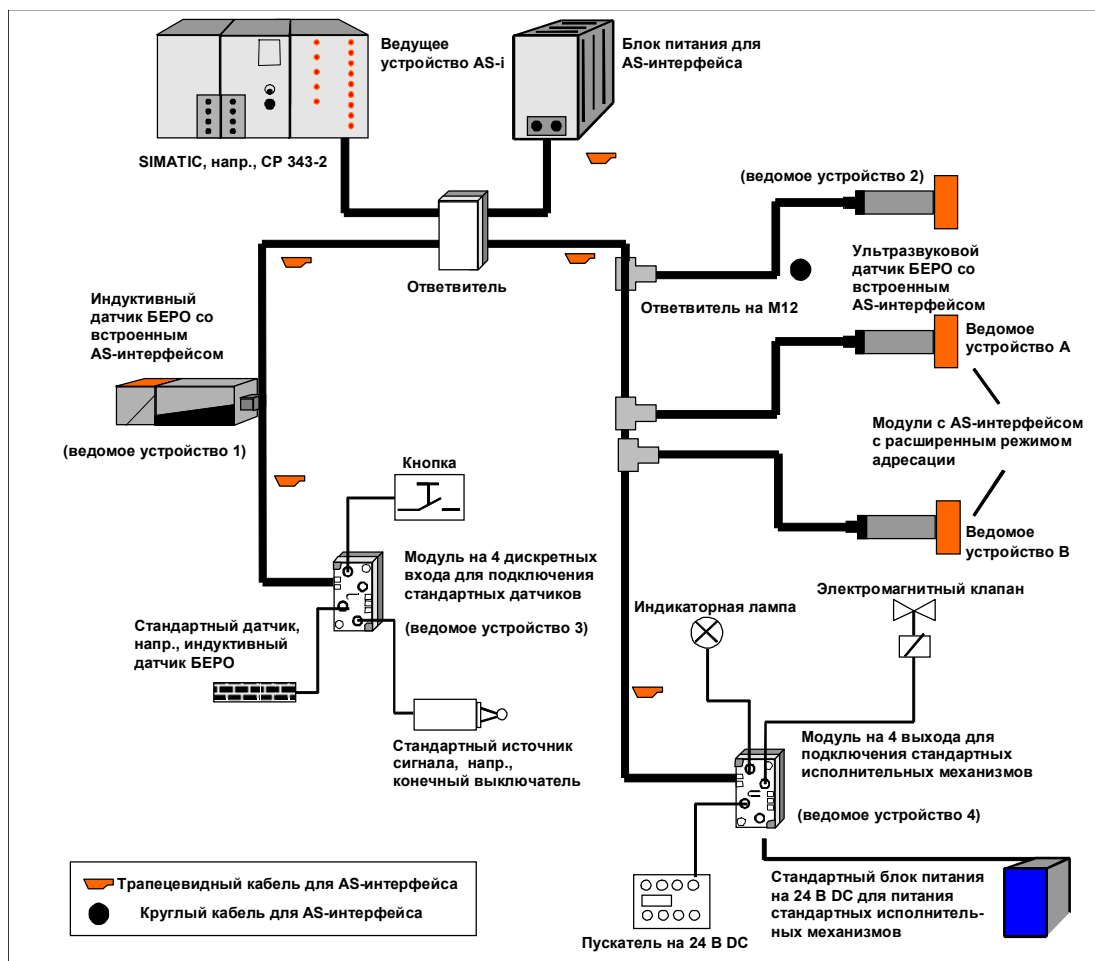 Ведущее
устройство AS-i
Блок питания для
AS-интерфейса
SIMATIC, напр., CP 343-2
(ведомое устройство 2)
Ультразвуковой
датчик БЕРО со
встроенным
AS-интерфейсом
Ответвитель
Ответвитель на М12
Индуктивный
датчик БЕРО со
встроенным
AS-интерфейсом
Ведомое
устройство А
(ведомое устройство 1)
Модули с AS-интерфейсом
с расширенным режимом
адресации
Кнопка
Ведомое
устройство В
Модуль на 4 дискретных
входа для подключения
стандартных датчиков
(ведомое устройство 3)
Электромагнитный клапан
Индикаторная лампа
Стандартный датчик,
напр., индуктивный
датчик БЕРО
Стандартный источник
сигнала, напр.,
конечный выключатель
Модуль на 4 выхода для
подключения стандартных
исполнительных механизмов
(ведомое устройство 4)
Трапецевидный кабель для AS-интерфейса
Круглый кабель для AS-интерфейса
Пускатель на 24 В DC
Стандартный блок питания
на 24 В DC для питания
стандартных исполнитель-
ных механизмов